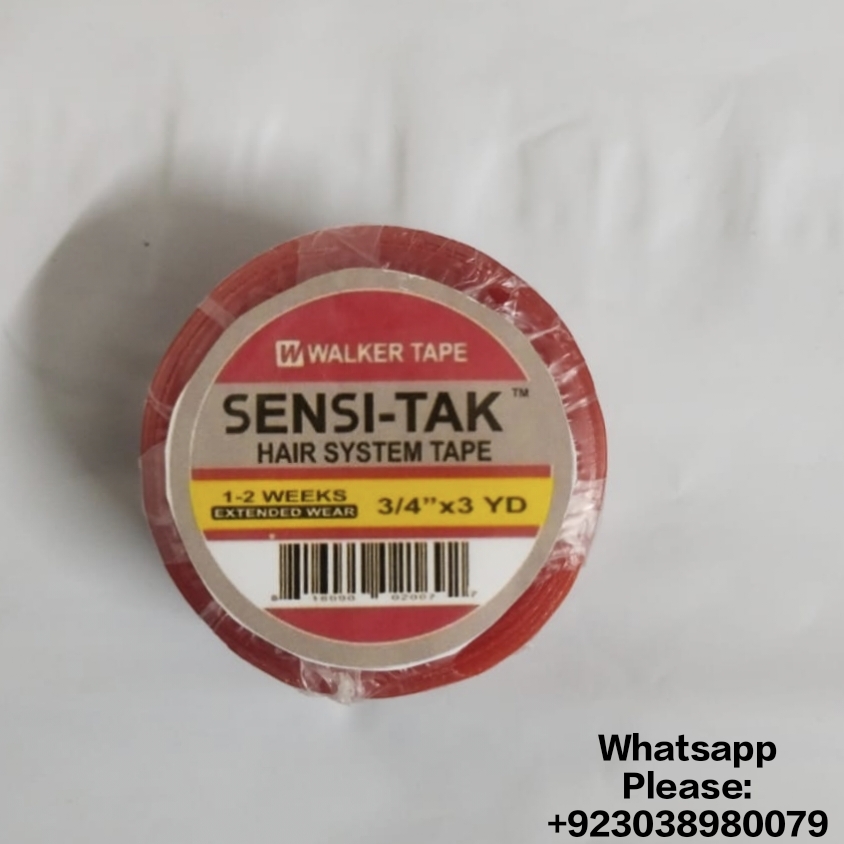 W WALKER TAPE
SENSI-TAK™
HAIR SYSTEM TAPE
1-2 WEEKS
EXTENDED WEAR
3/4”x3 YD
Whatsapp
Please:
+923038980079